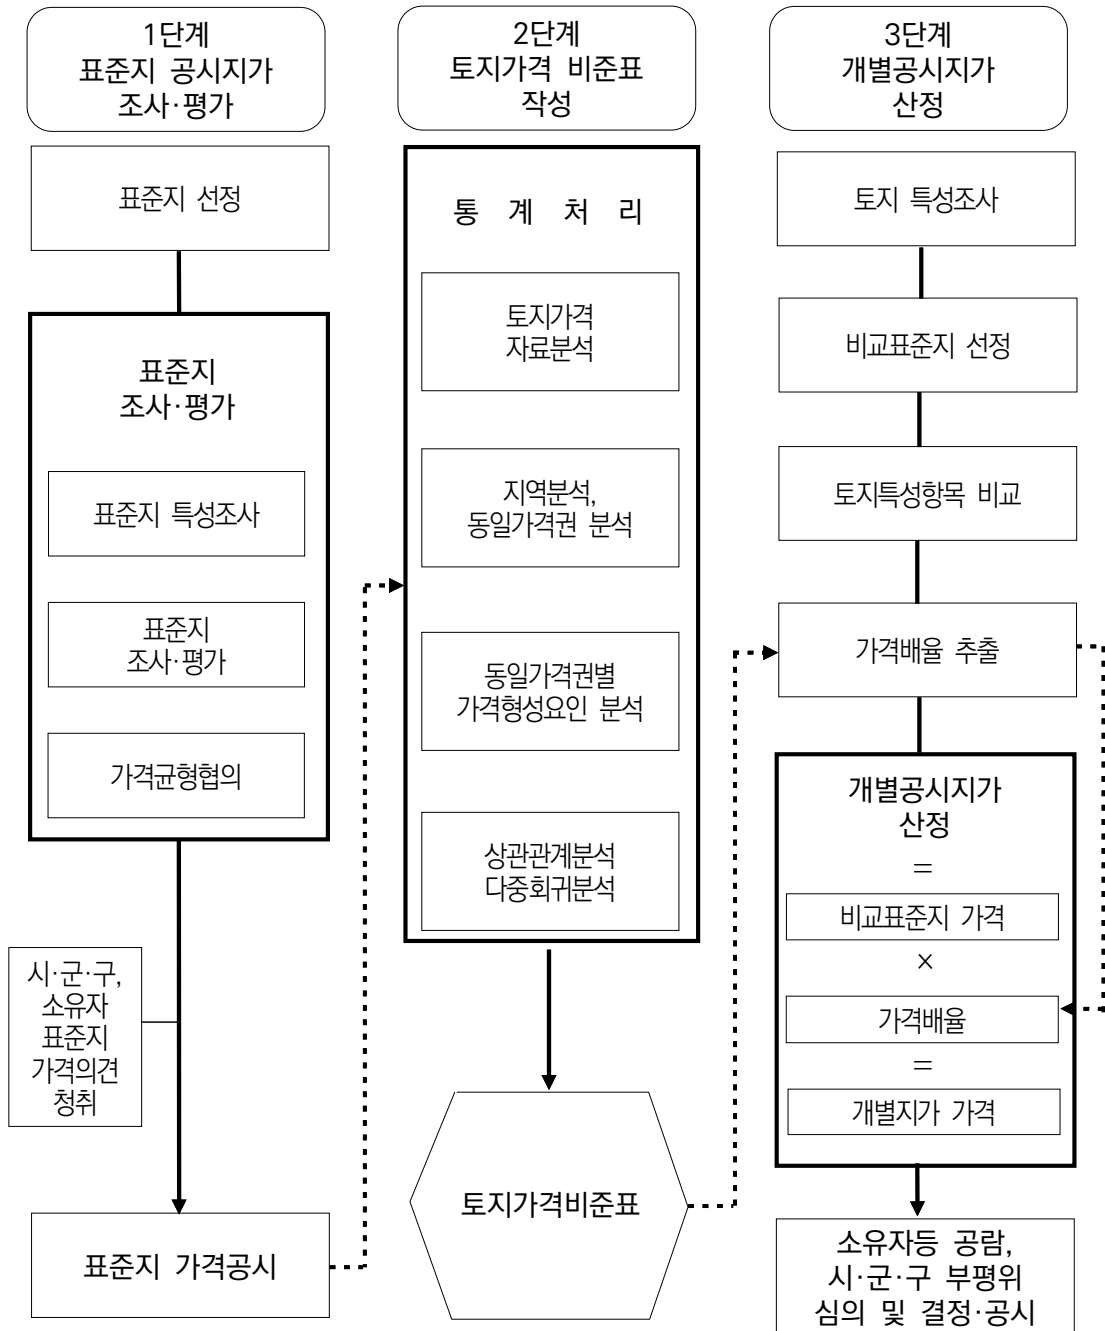 1단계
표준지 공시지가
조사·평가
표준지 선정
표준지
조사·평가
표준지 특성조사
표준지
조사·평가
가격균형협의
시·군·구,
소유자
표준지
가격의견
청취
표준지 가격공시
2단계
토지가격 비준표
작성
통 계 처 리
토지가격
자료분석
지역분석,
동일가격권 분석
동일가격권별
가격형성요인 분석
상관관계분석
다중회귀분석
토지가격비준표
3단계
개별공시지가
산정
토지 특성조사
비교표준지 선정
토지특성항목 비교
가격배율 추출
개별공시지가
산정
=
비교표준지 가격
×
가격배율
=
개별지가 가격
소유자등 공람,
시·군·구 부평위
심의 및 결정·공시